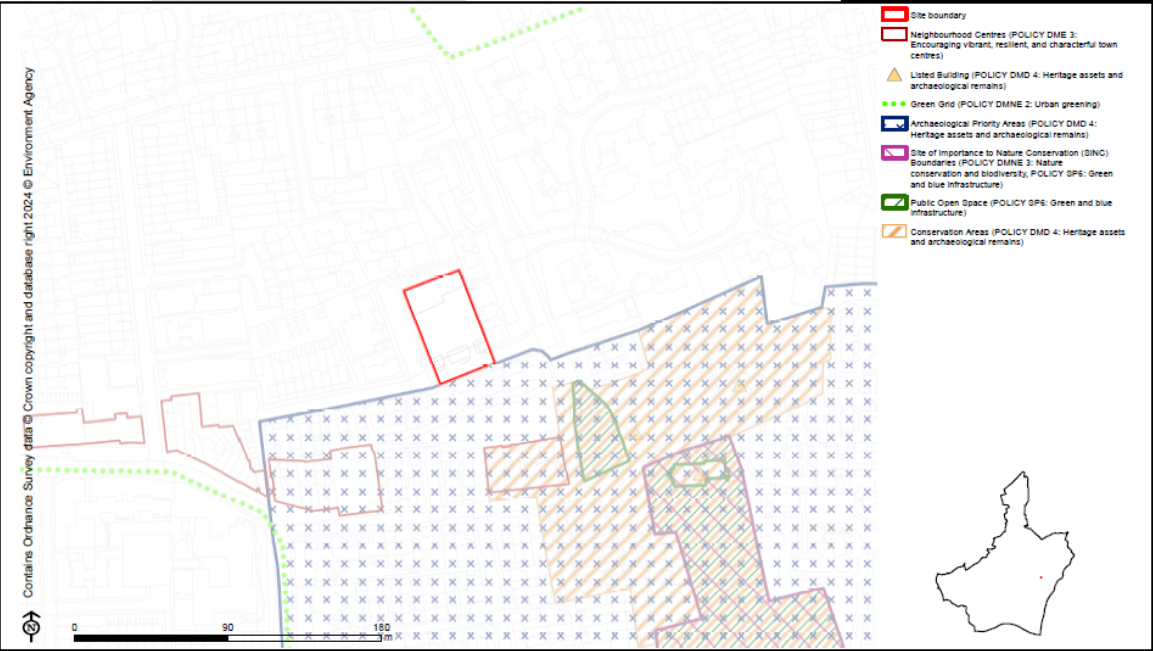 Site boundary
Neighbourhood Centres (POLICY DME 3:
Encouraging vibrant, resilient, and characterful town
centres)
Listed Building (POLICY DMD 4: Heritage assets and
archaeological remains)
Green Grid (POLICY DMNE 2: Urban greening)
Archaeological Priority Areas (POLICY DMD 4:
Heritage assets and archaeological remains)
Site of Importance to Nature Conservation (SINC)
Boundaries (POLICY DMNE 3: Nature
conservation and biodiversity, POLICY SP6: Green
and blue infrastructure)
Public Open Space (POLICY SP6: Green and blue
infrastructure)
Conservation Areas (POLICY DMD 4: Heritage assets
and archaeological remains)
Contains Ordnance Survey data © Crown copyright and database right 2024 © Environment Agency
N
0 90 180
m